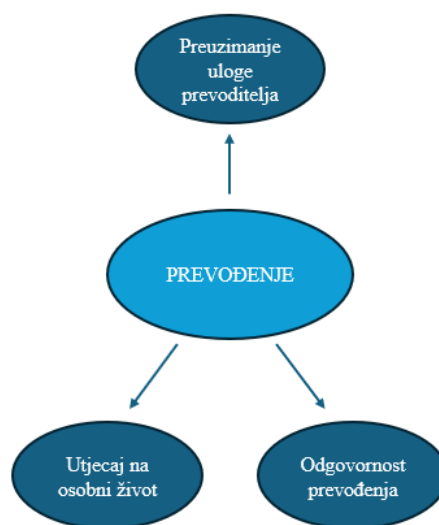 Preuzimanje
uloge
prevoditelja
PREVOĐENJE
Utjecaj na
osobni život
Odgovornost
prevođenja